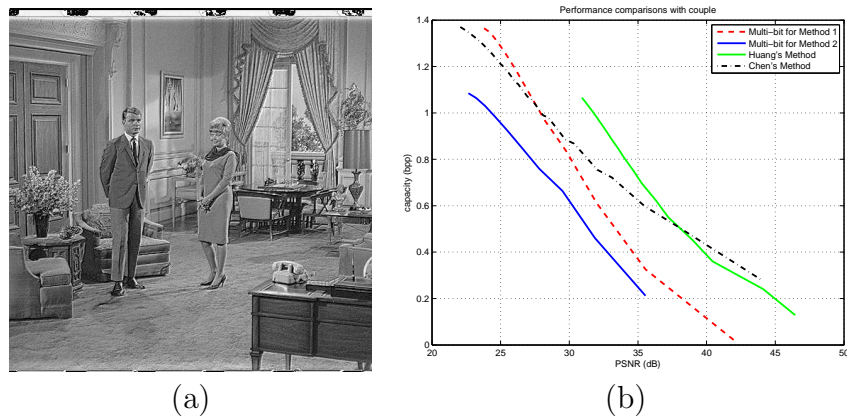 Performance comparisons with couple
1.4
1.2
1
0.8
0.6
0.4
0.2
0
capacity (bpp)
Multi−bit for Method 1
Multi−bit for Method 2
Huang's Method
Chen's Method
20 25 30 35 40 45 50
PSNR (dB)
(a) (b)